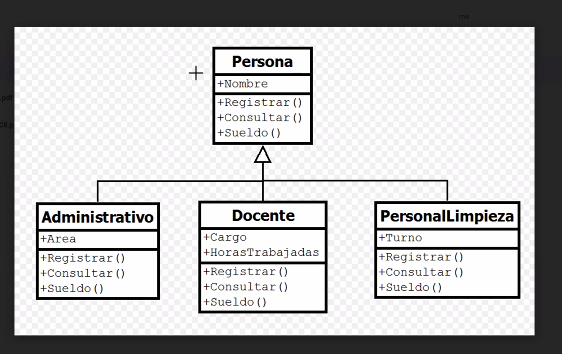 Persona
+Nombre
+Registrar()
+Consultar()
+Sueldo()
Administrativo
+Area
+Registrar()
+Consultar()
+Sueldo()
Docente
+Cargo
+HorasTrabajadas
+Registrar()
+Consultar()
+Sueldo()
PersonalLimpieza
+Turno
+Registrar()
+Consultar()
+Sueldo()
.pdf